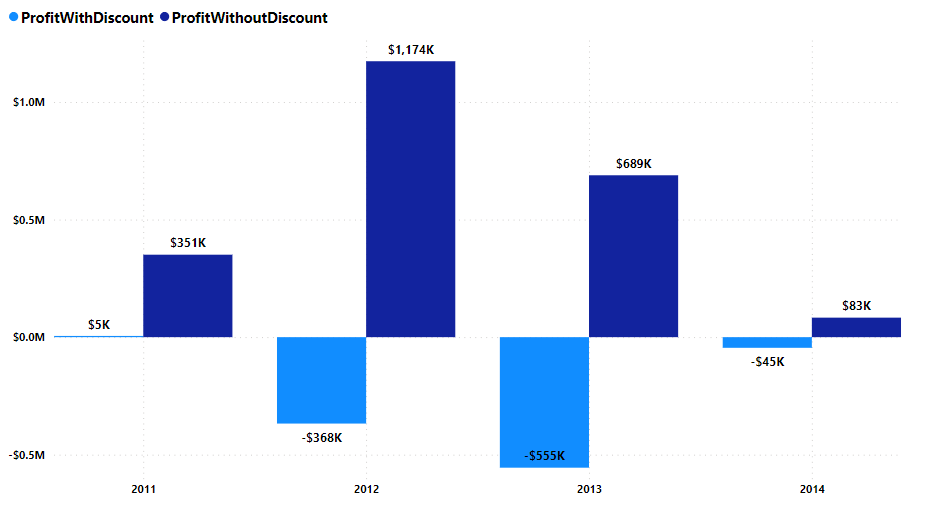 ProfitWithDiscount ProfitWithoutDiscount
$1,174K
$1.0M
$689K
$0.5M
$351K
$83K
$5K
$0.0M
-$45K
-$368K
-$0.5M
-$555K
2011 2012 2013 2014